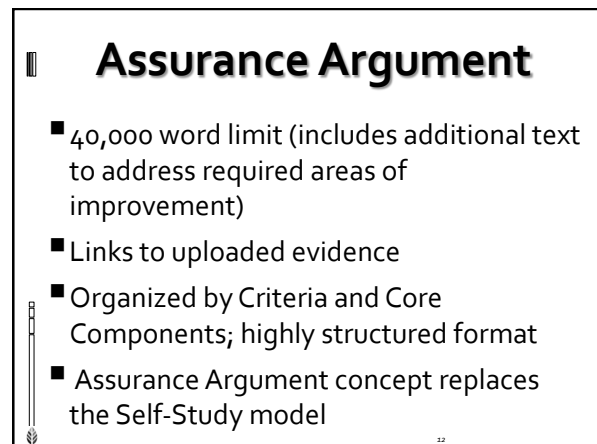 Assurance Argument
■ 40,000 word limit (includes additional text
to address required areas of
improvement)
■ Links to uploaded evidence
■ Organized by Criteria and Core
Components; highly structured format
■ Assurance Argument concept replaces
the Self-Study model
12